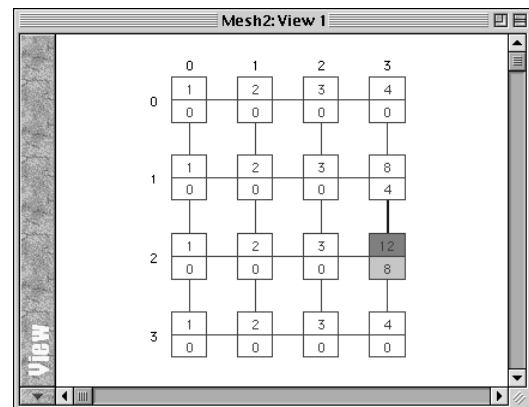 Mesh2: View 1
0 1 2 3
0
1 2 3 4
0 0 0 0
1
1 2 3 8
0 0 0 4
2
1 2 3 12
0 0 0 8
3
1 2 3 4
0 0 0 0
View